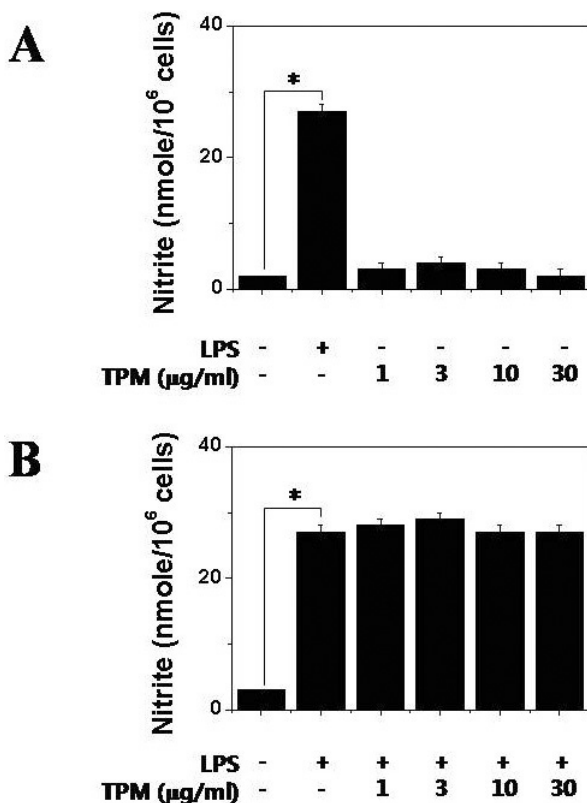 A
Nitrite (nmole/10⁶ cells)
40
20
0
*
LPS - + - - - -
TPM (μg/ml) - - 1 3 10 30
B
Nitrite (nmole/10⁶ cells)
40
20
0
*
LPS - + + + + +
TPM (μg/ml) - - 1 3 10 30